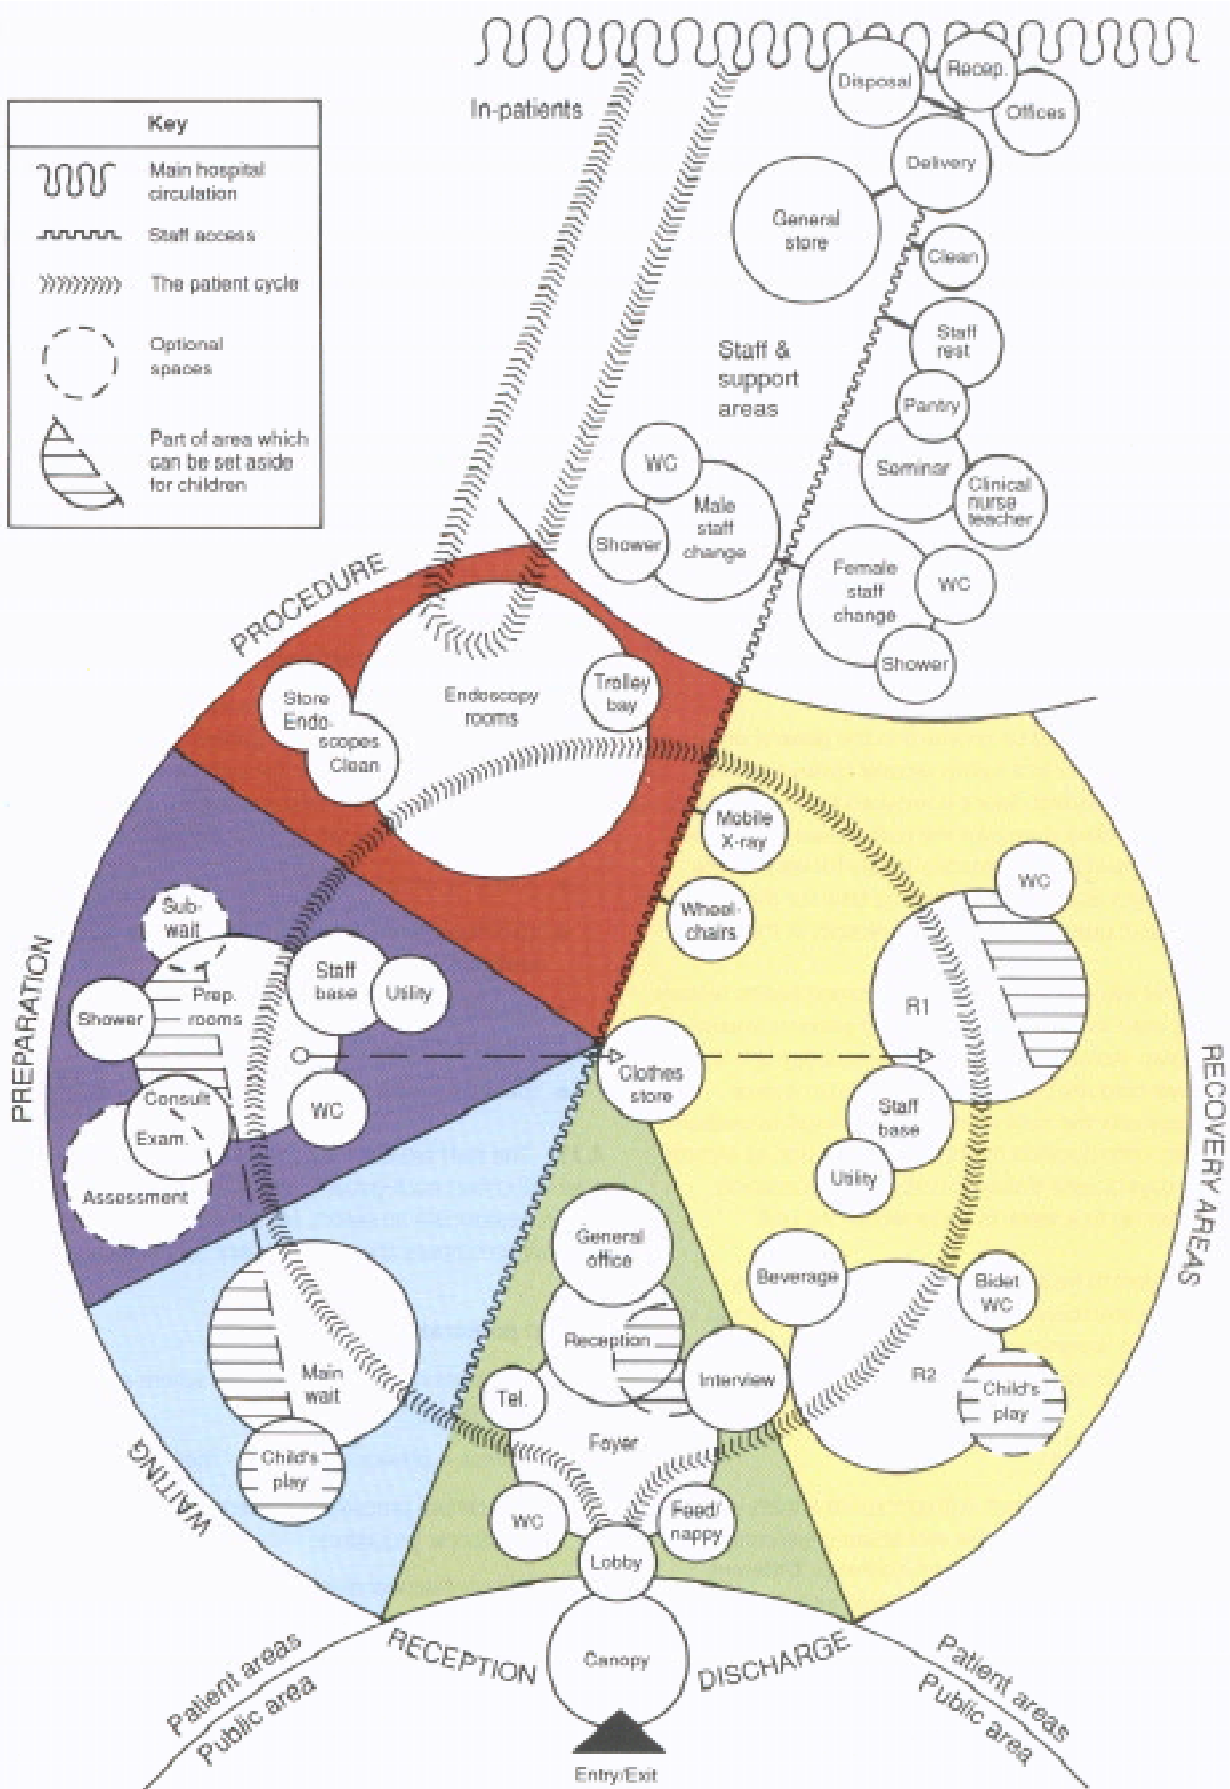 In-patients
Disposal
Recep.
Offices
Delivery
General
store
Clean
Staff
rest
Pantry
Seminar
Clinical
nurse
teacher
Staff &
support
areas
WC
Male
staff
change
Shower
Female
staff
change
WC
Shower
Key
Main hospital
circulation
Staff access
The patient cycle
Optional
spaces
Part of area which
can be set aside
for children
PROCEDURE
Store
Endo-
scopes
Clean
Endoscopy
rooms
Trolley
bay
Mobile
X-ray
Wheel-
chairs
WC
R1
Clothes
store
Staff
base
Utility
RECOVERY AREAS
PREPARATION
Sub-
wait
Shower
Prep.
rooms
Staff
base
Utility
WC
Consult
Exam.
Assessment
WAITING
Main
wait
Child's
play
General
office
Reception
Interview
Tel.
Foyer
WC
Feed/
nappy
Lobby
Beverage
Bidet
WC
R2
Child's
play
RECEPTION
DISCHARGE
Canopy
Entry/Exit
Patient areas
Public area
Patient areas
Public area